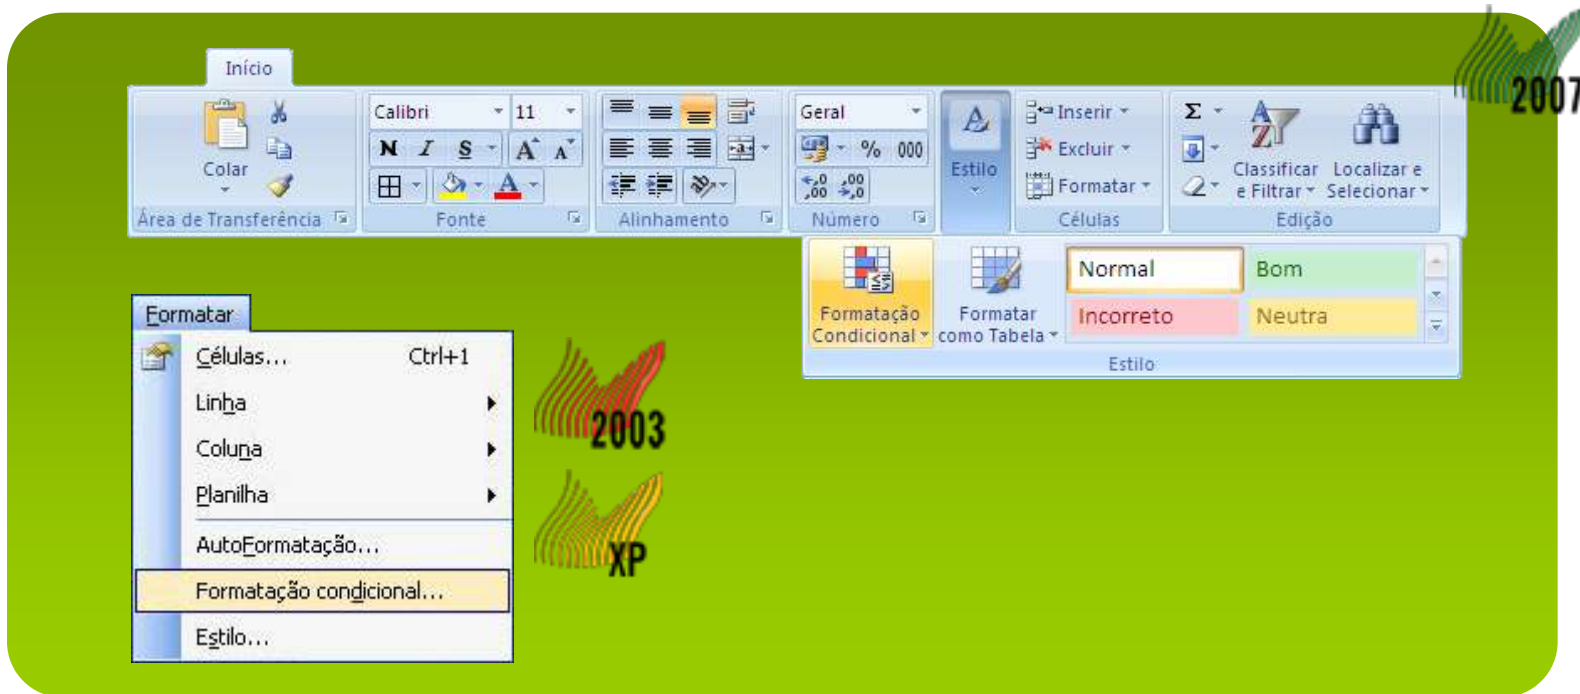 Início
2007
Calibri 11
Geral
Inserir
Σ
N I S A A
% 000
Excluir
Colar
Estilo
Classificar Localizar e
A
,0 ,00
,00 ,0
Formatar
e Filtrar Selecionar
Área de Transferência Fonte Alinhamento Número Células Edição
Normal Bom
Formatação Formatar Incorreto Neutra
Condicional como Tabela
Estilo
Formatar
Células... Ctrl+1
Linha
Coluna
Planilha
AutoFormatação...
Formatação condicional...
Estilo...
2003
XP